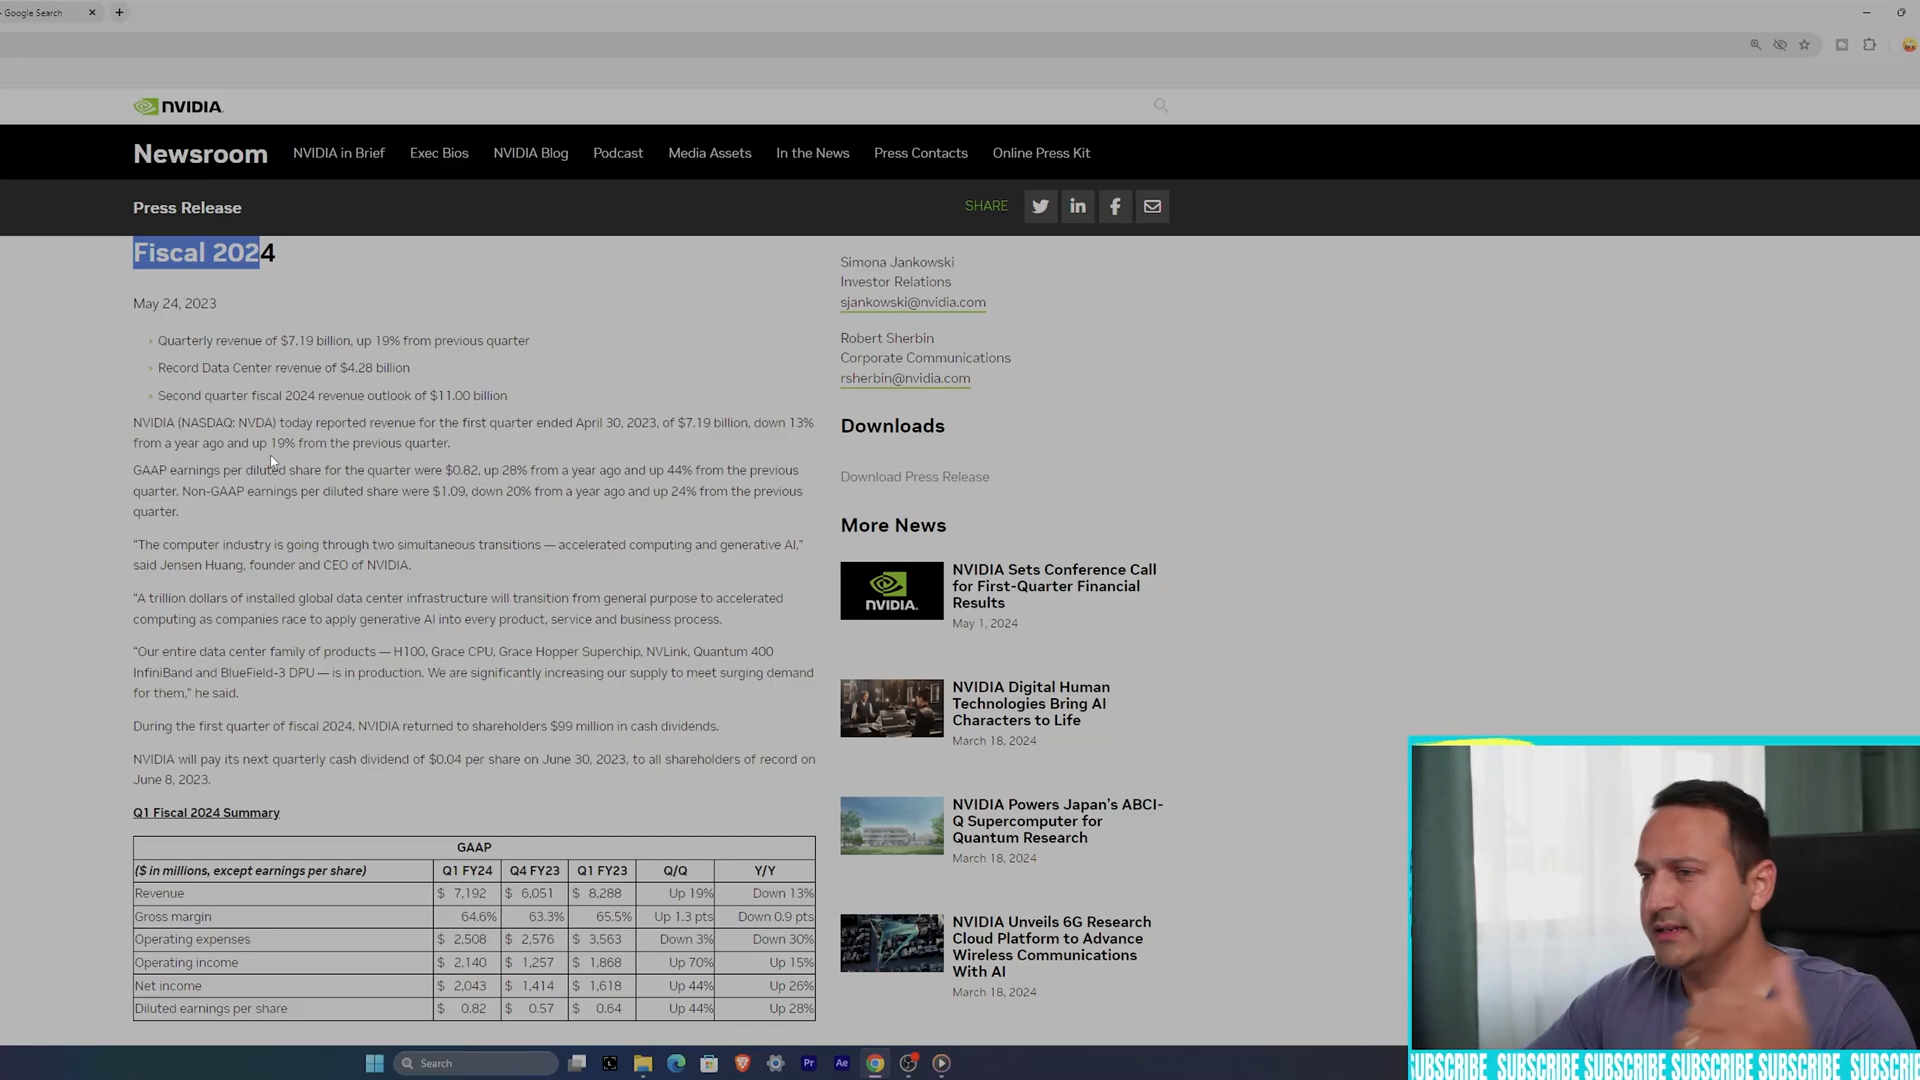 - Google Search
NVIDIA.
Newsroom
NVIDIA in Brief
Exec Bios
NVIDIA Blog
Podcast
Media Assets
In the News
Press Contacts
Online Press Kit
Press Release
SHARE
Fiscal 2024
May 24, 2023
Quarterly revenue of $7.19 billion, up 19% from previous quarter
Record Data Center revenue of $4.28 billion
Second quarter fiscal 2024 revenue outlook of $11.00 billion
NVIDIA (NASDAQ: NVDA) today reported revenue for the first quarter ended April 30, 2023, of $7.19 billion, down 13%
from a year ago and up 19% from the previous quarter.
GAAP earnings per diluted share for the quarter were $0.82, up 28% from a year ago and up 44% from the previous
quarter. Non-GAAP earnings per diluted share were $1.09, down 20% from a year ago and up 24% from the previous
quarter.
“The computer industry is going through two simultaneous transitions — accelerated computing and generative AI,”
said Jensen Huang, founder and CEO of NVIDIA.
“A trillion dollars of installed global data center infrastructure will transition from general purpose to accelerated
computing as companies race to apply generative AI into every product, service and business process.
“Our entire data center family of products — H100, Grace CPU, Grace Hopper Superchip, NVLink, Quantum 400
InfiniBand and BlueField-3 DPU — is in production. We are significantly increasing our supply to meet surging demand
for them,” he said.
During the first quarter of fiscal 2024, NVIDIA returned to shareholders $99 million in cash dividends.
NVIDIA will pay its next quarterly cash dividend of $0.04 per share on June 30, 2023, to all shareholders of record on
June 8, 2023.
Q1 Fiscal 2024 Summary
GAAP
($ in millions, except earnings per share) Q1 FY24 Q4 FY23 Q1 FY23 Q/Q Y/Y
Revenue $ 7,192 $ 6,051 $ 8,288 Up 19% Down 13%
Gross margin 64.6% 63.3% 65.5% Up 1.3 pts Down 0.9 pts
Operating expenses $ 2,508 $ 2,576 $ 3,563 Down 3% Down 30%
Operating income $ 2,140 $ 1,257 $ 1,868 Up 70% Up 15%
Net income $ 2,043 $ 1,414 $ 1,618 Up 44% Up 26%
Diluted earnings per share $ 0.82 $ 0.57 $ 0.64 Up 44% Up 28%
Simona Jankowski
Investor Relations
sjankowski@nvidia.com
Robert Sherbin
Corporate Communications
rsherbin@nvidia.com
Downloads
Download Press Release
More News
NVIDIA.
NVIDIA Sets Conference Call
for First-Quarter Financial
Results
May 1, 2024
NVIDIA Digital Human
Technologies Bring AI
Characters to Life
March 18, 2024
NVIDIA Powers Japan’s ABCI-
Q Supercomputer for
Quantum Research
March 18, 2024
NVIDIA Unveils 6G Research
Cloud Platform to Advance
Wireless Communications
With AI
March 18, 2024
Search
Pr
Ae
SUBSCRIBE SUBSCRIBE SUBSCRIBE SUBSCRIBE SUBSCRIBE SUBSC